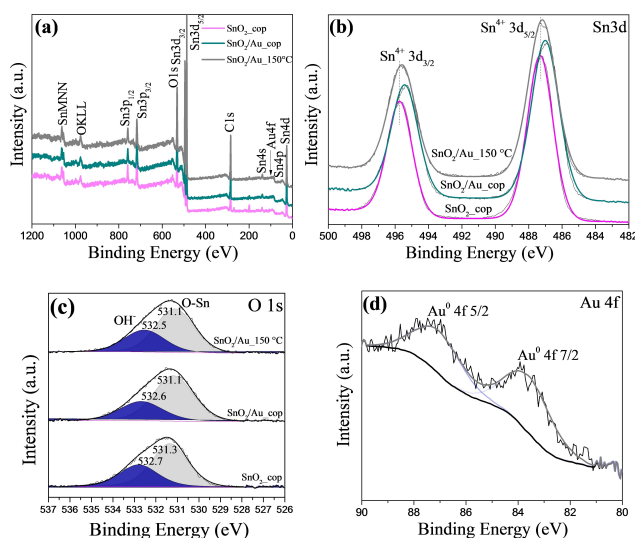 (a)
SnO2_cop
SnO2/Au_cop
SnO2/Au_150°C
SnMNN
OKLL
Sn3p1/2
Sn3p3/2
O1s
Sn3d3/2
Sn3d5/2
C1s
Sn4s
Au4f
Sn4p
Sn4d
Intensity (a.u.)
1200 1000 800 600 400 200 0
Binding Energy (eV)
(b)
Sn3d
Sn4+ 3d5/2
Sn4+ 3d3/2
SnO2/Au_150 °C
SnO2/Au_cop
SnO2_cop
Intensity (a.u.)
500 498 496 494 492 490 488 486 484 482
Binding Energy (eV)
(c)
O 1s
O-Sn
OH-
531.1
532.5
SnO2/Au_150 °C
531.1
532.6
SnO2/Au_cop
531.3
532.7
SnO2_cop
Intensity (a.u.)
537 536 535 534 533 532 531 530 529 528 527 526
Binding Energy (eV)
(d)
Au 4f
Au0 4f 5/2
Au0 4f 7/2
Intensity (a.u.)
90 88 86 84 82 80
Binding Energy (eV)